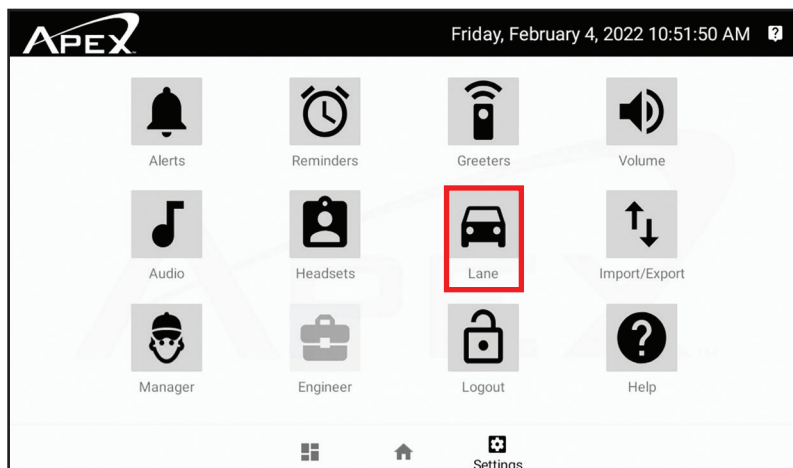 APEX
Friday, February 4, 2022 10:51:50 AM
Alerts
Reminders
Greeters
Volume
Audio
Headsets
Lane
Import/Export
Manager
Engineer
Logout
Help
Settings